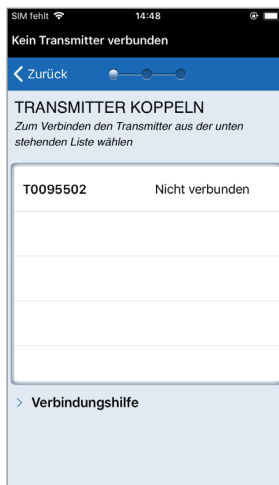 SIM fehlt 14:48
Kein Transmitter verbunden
Zurück
TRANSMITTER KOPPELN
Zum Verbinden den Transmitter aus der unten
stehenden Liste wählen
T0095502 Nicht verbunden
> Verbindungshilfe